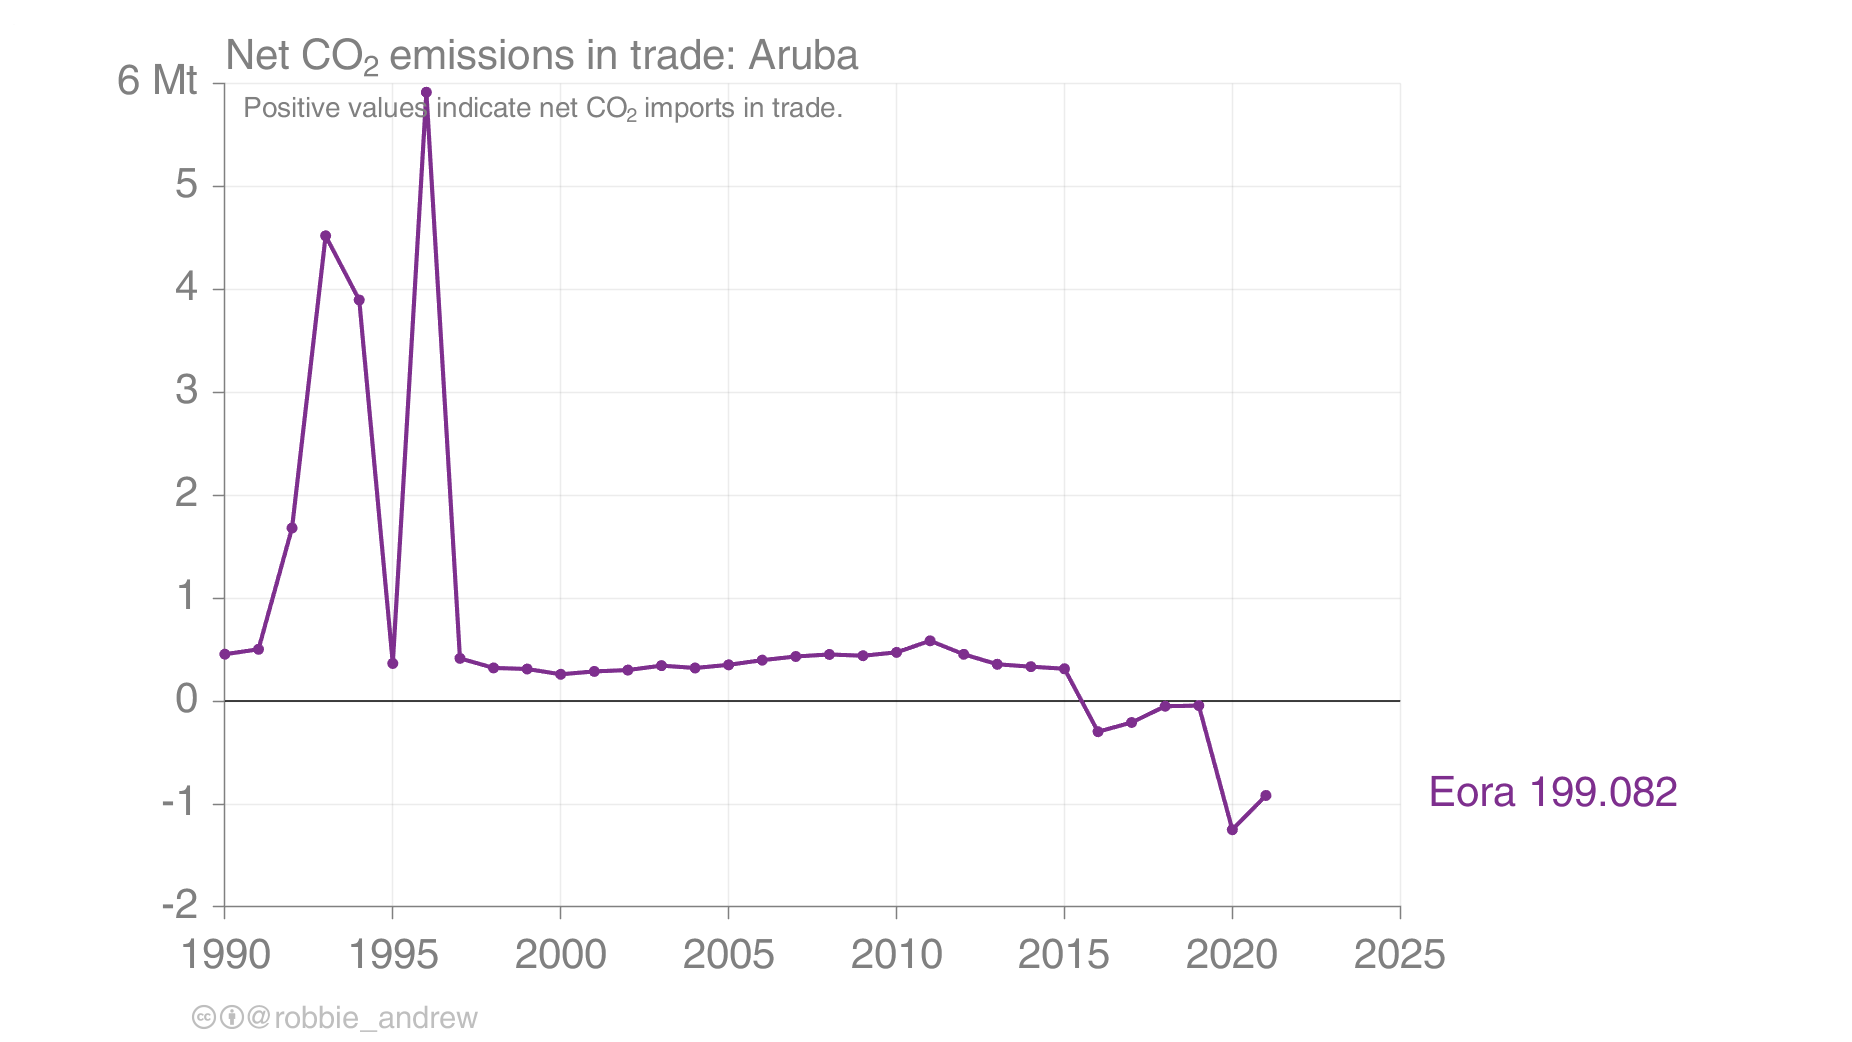 Net CO₂ emissions in trade: Aruba
6 Mt
Positive values indicate net CO₂ imports in trade.
5
4
3
2
1
0
-1
Eora 199.082
-2
1990 1995 2000 2005 2010 2015 2020 2025
@robbie_andrew